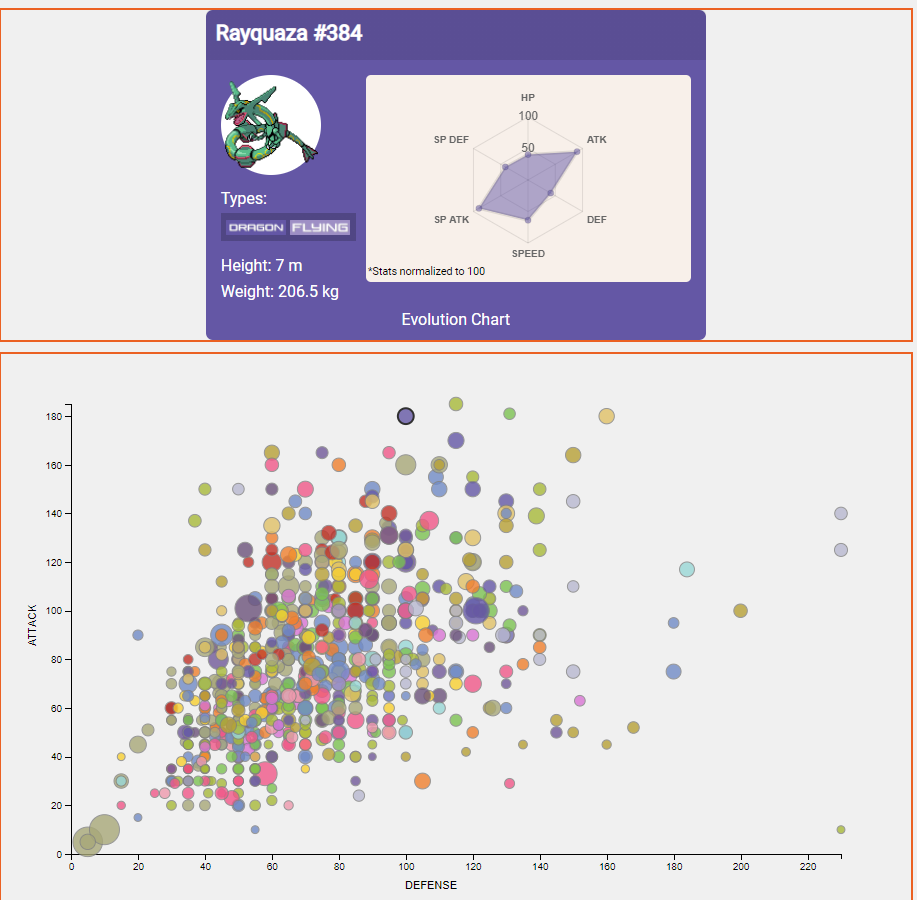 Rayquaza #384
HP
100
SP DEF
ATK
50
Types:
DRAGON FLYING
SP ATK
DEF
SPEED
Height: 7 m
*Stats normalized to 100
Weight: 206.5 kg
Evolution Chart
180
160
140
120
100
ATTACK
80
60
40
20
0
0 20 40 60 80 100 120 140 160 180 200 220
DEFENSE